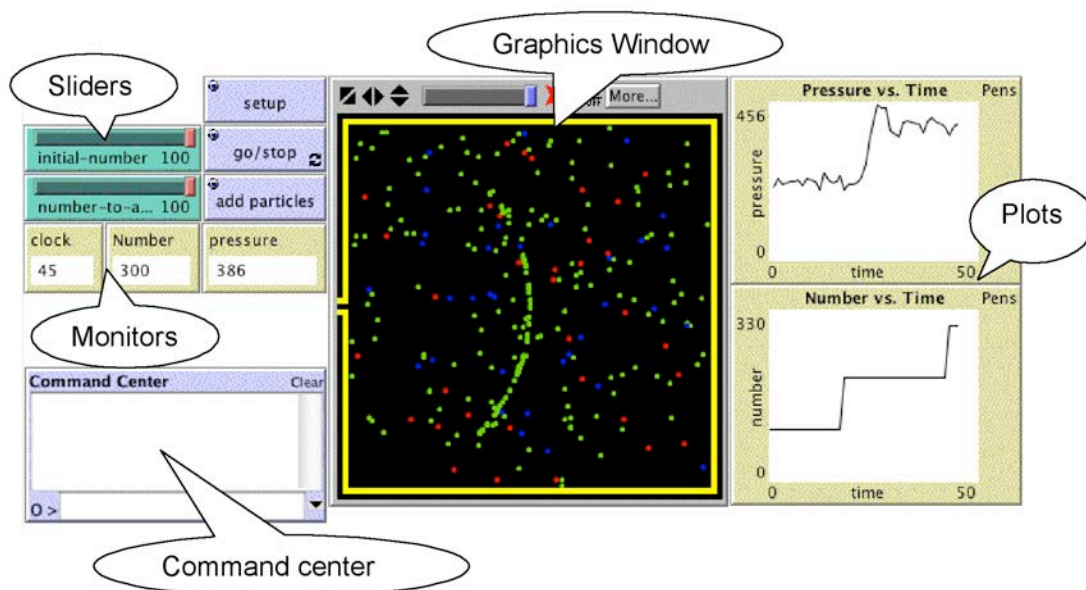 Graphics Window
Sliders
setup
initial-number 100
go/stop
number-to-a... 100
add particles
clock
Number
pressure
45
300
386
Monitors
Command Center
Clear
O >
Command center
OFF
More...
Pressure vs. Time
Pens
456
pressure
0
0
time
50
Plots
Number vs. Time
Pens
330
number
0
0
time
50